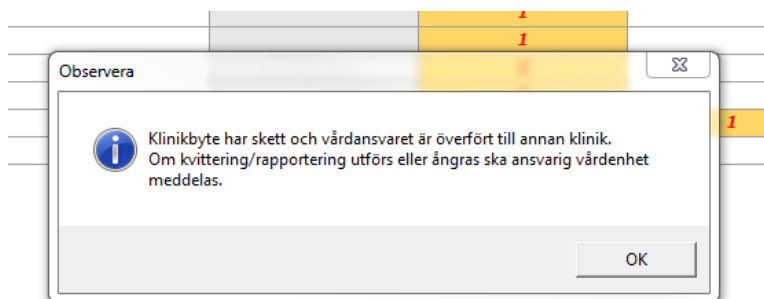 1
1
Observera
1
Klinikbyte har skett och vårdansvaret är överfört till annan klinik.
Om kvittering/rapportering utförs eller ångras ska ansvarig vårdenhet
meddelas.
OK